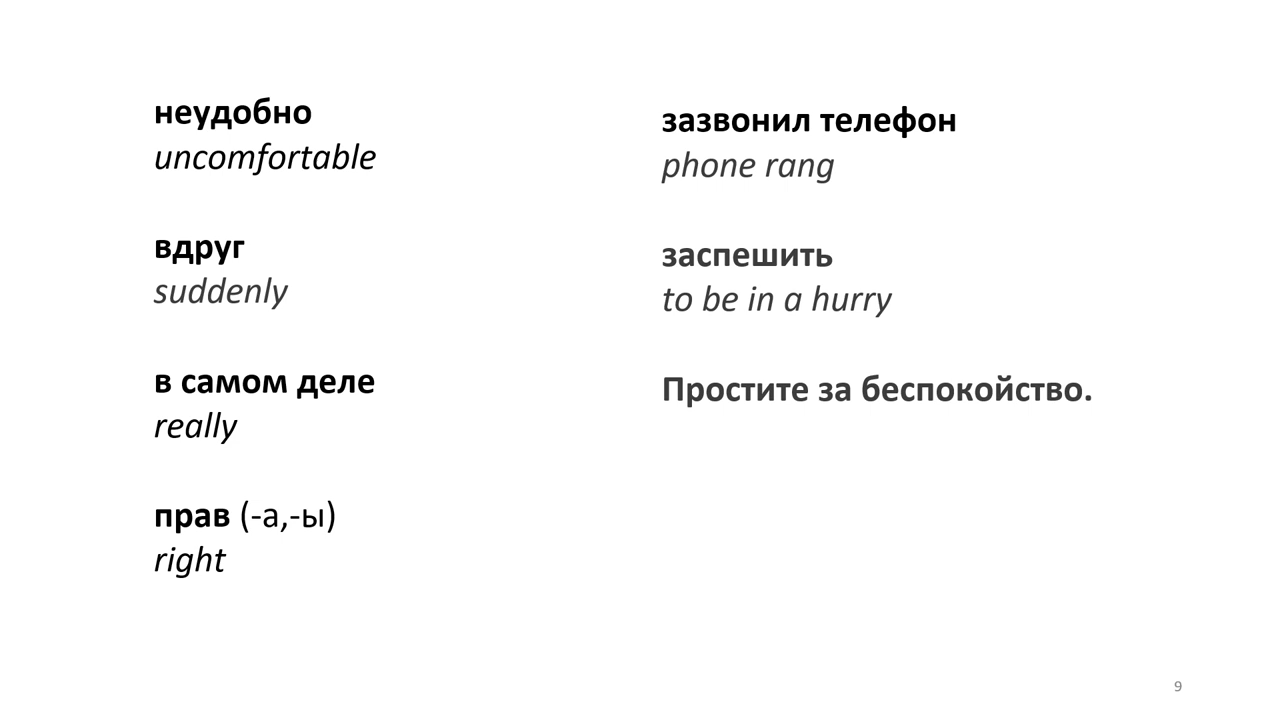 неудобно
uncomfortable
вдруг
suddenly
в самом деле
really
прав (-а,-ы)
right
зазвонил телефон
phone rang
заспешить
to be in a hurry
Простите за беспокойство.
9